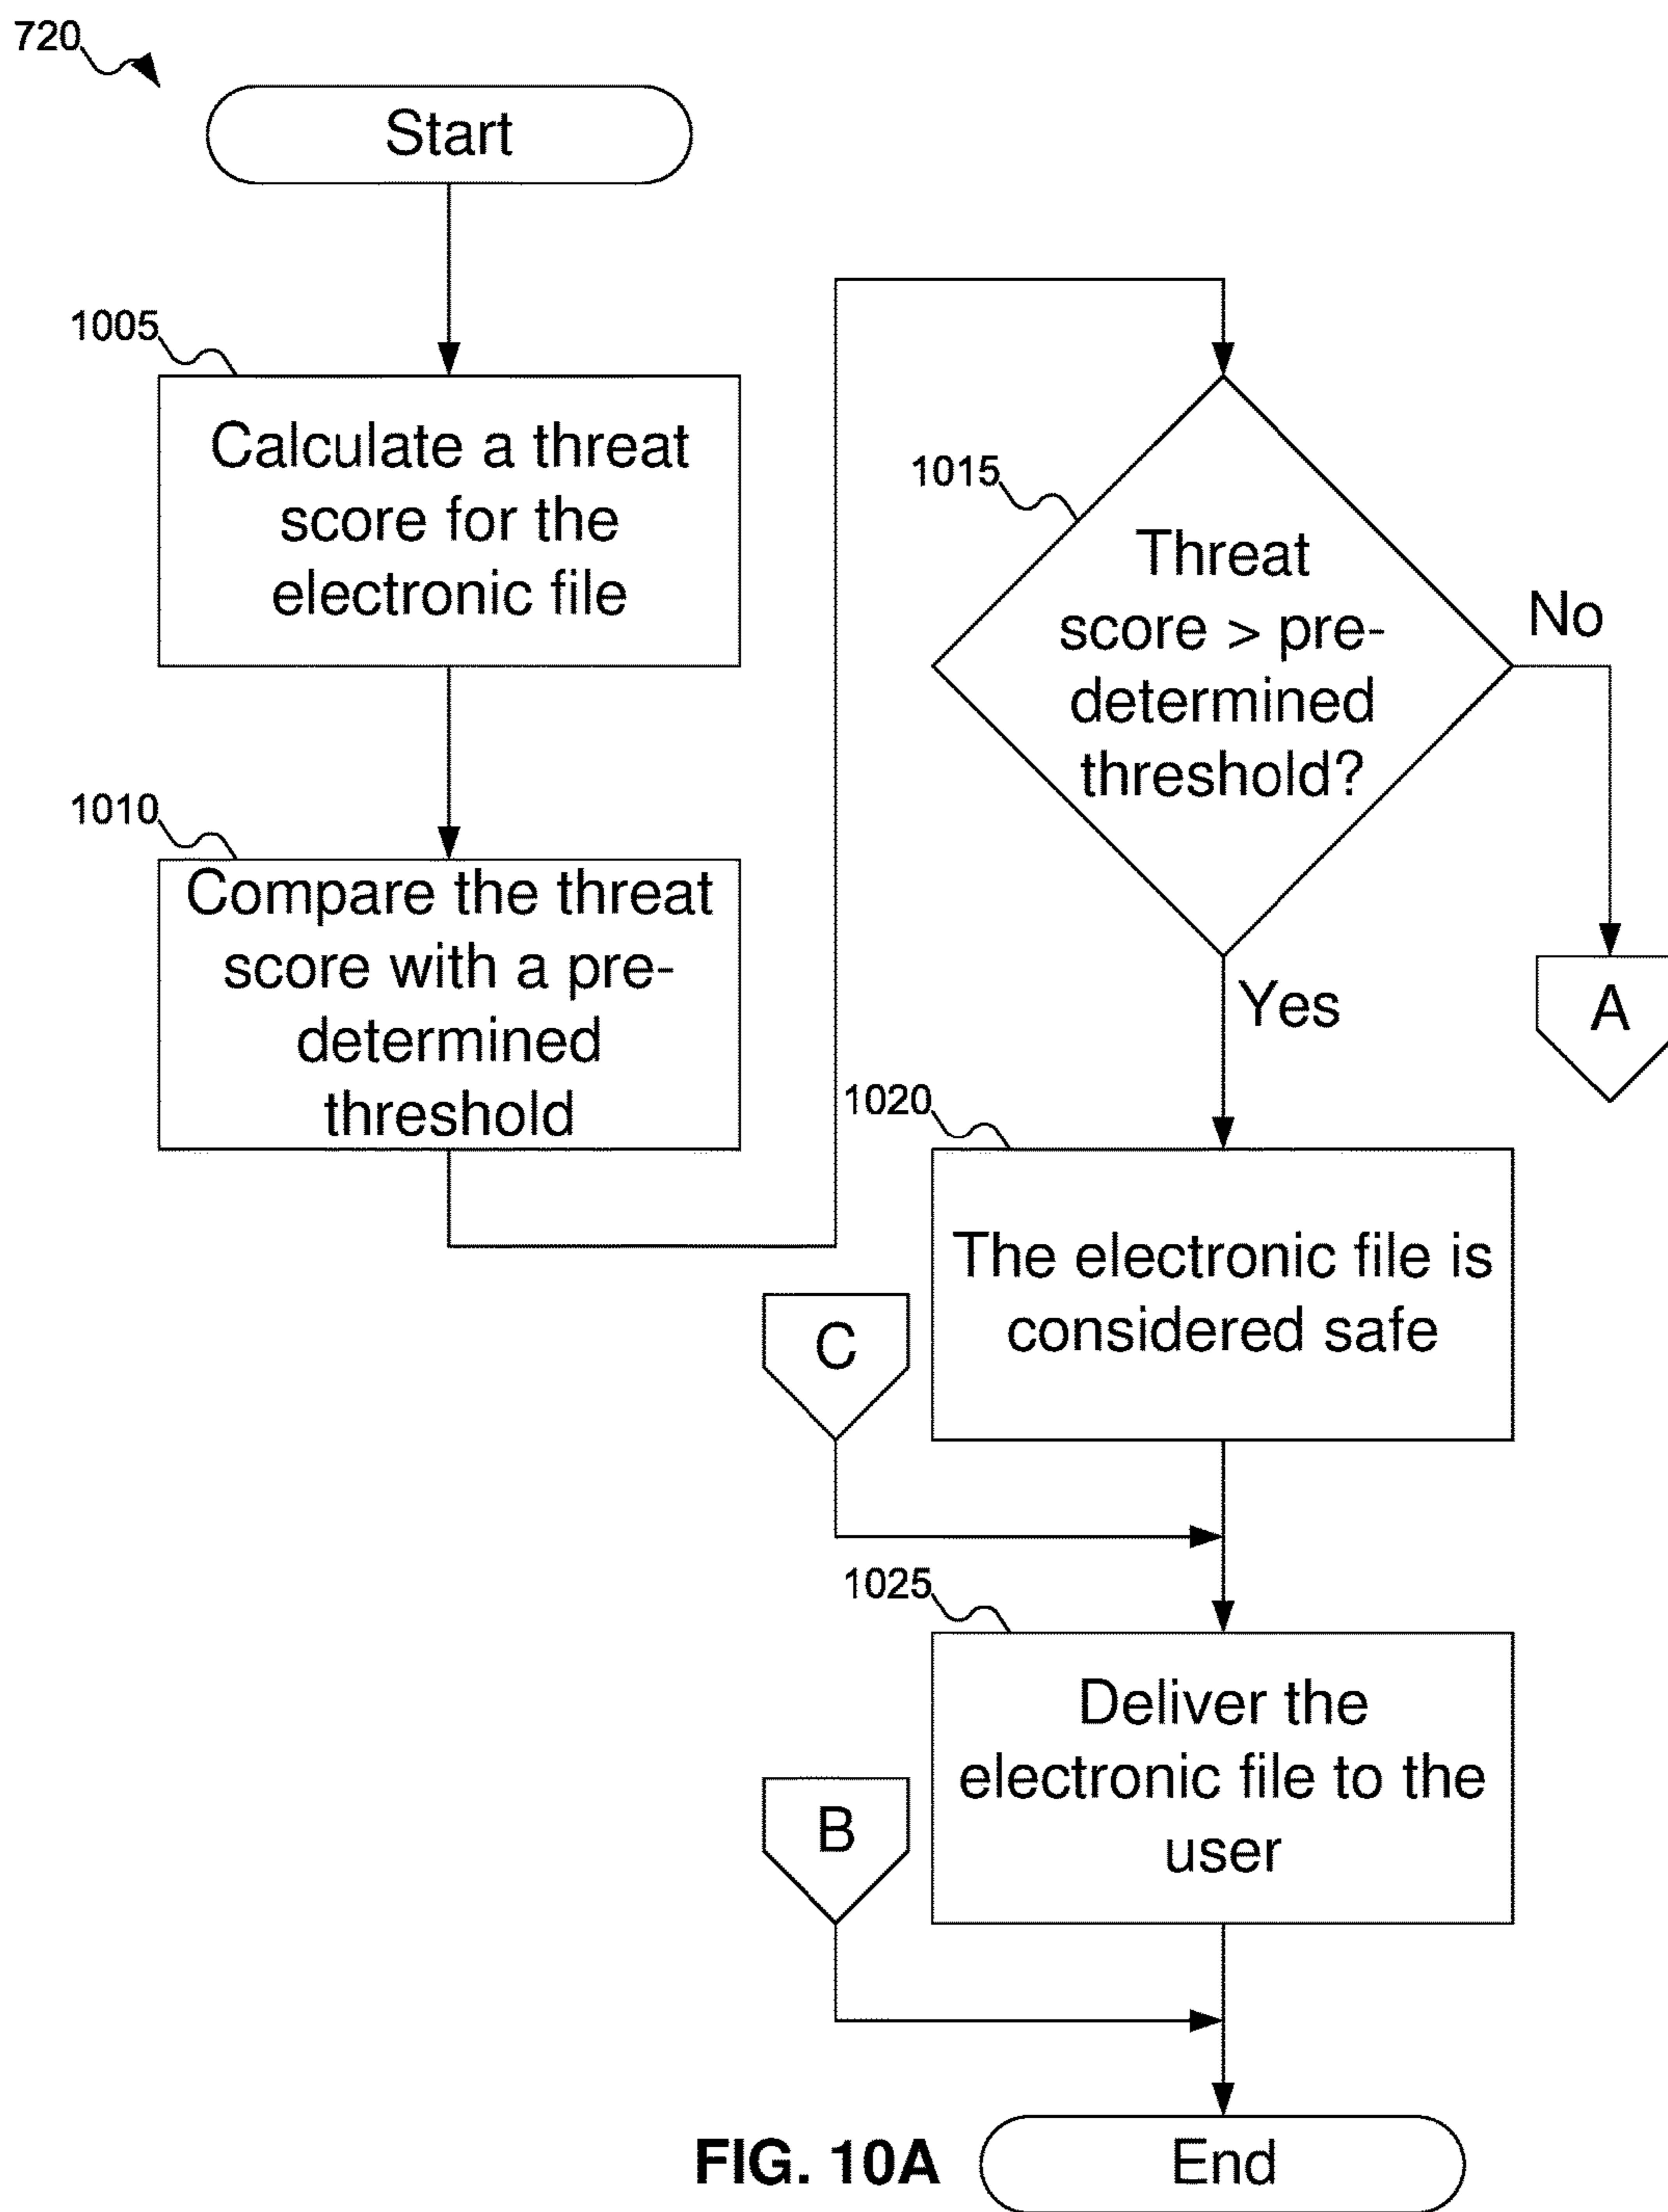 720
Start
1005
Calculate a threat
score for the
electronic file
1010
Compare the threat
score with a pre-
determined
threshold
1015
Threat
score > pre-
determined
threshold?
No
A
Yes
1020
The electronic file is
considered safe
C
1025
Deliver the
electronic file to the
user
B
End
FIG. 10A